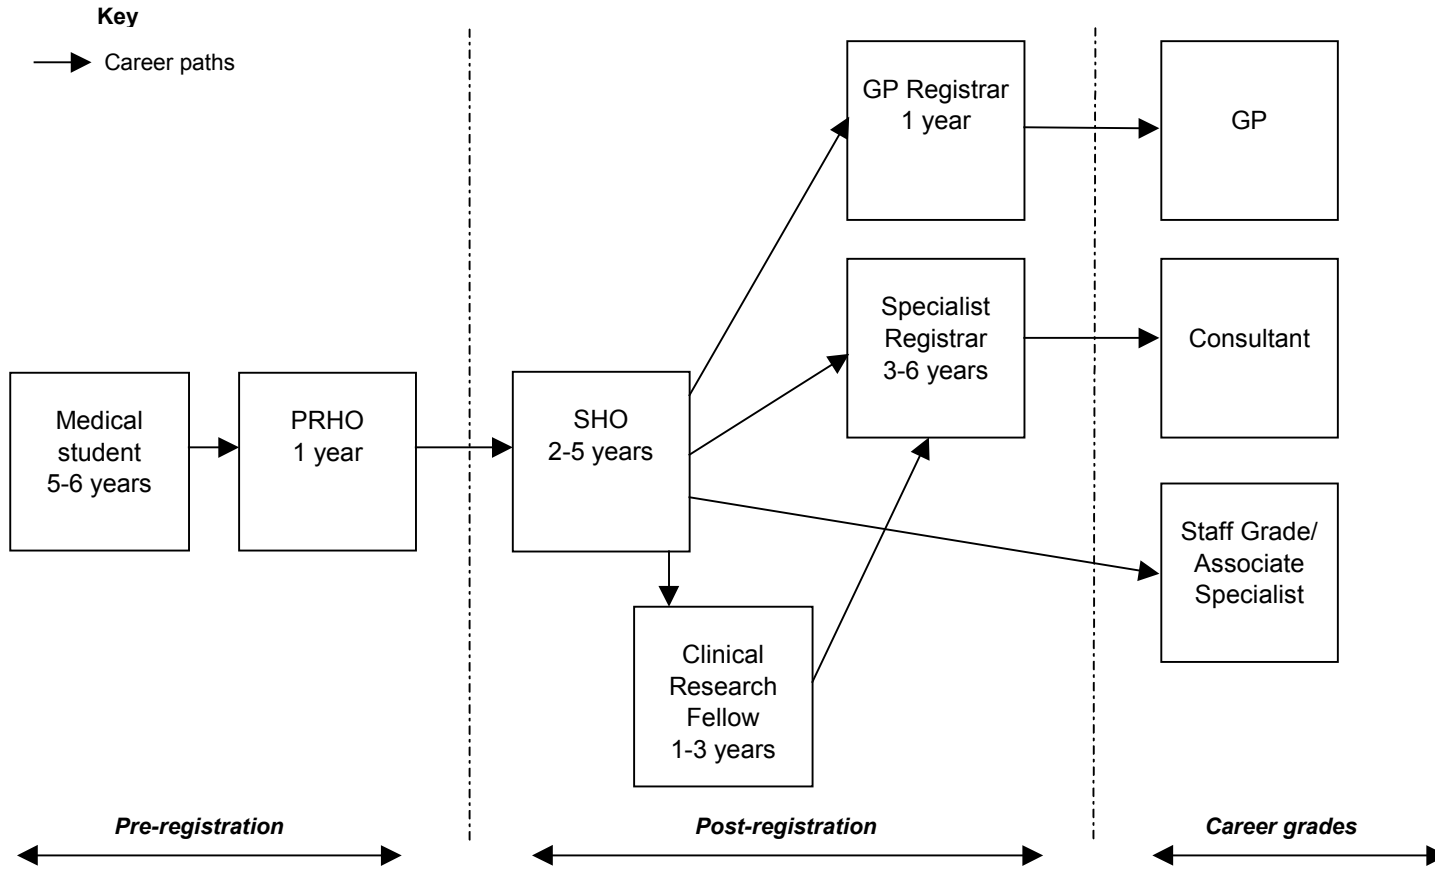 Key
Career paths
GP Registrar
1 year
GP
Specialist
Registrar
3-6 years
Consultant
Medical
student
5-6 years
PRHO
1 year
SHO
2-5 years
Staff Grade/
Associate
Specialist
Clinical
Research
Fellow
1-3 years
Pre-registration
Post-registration
Career grades